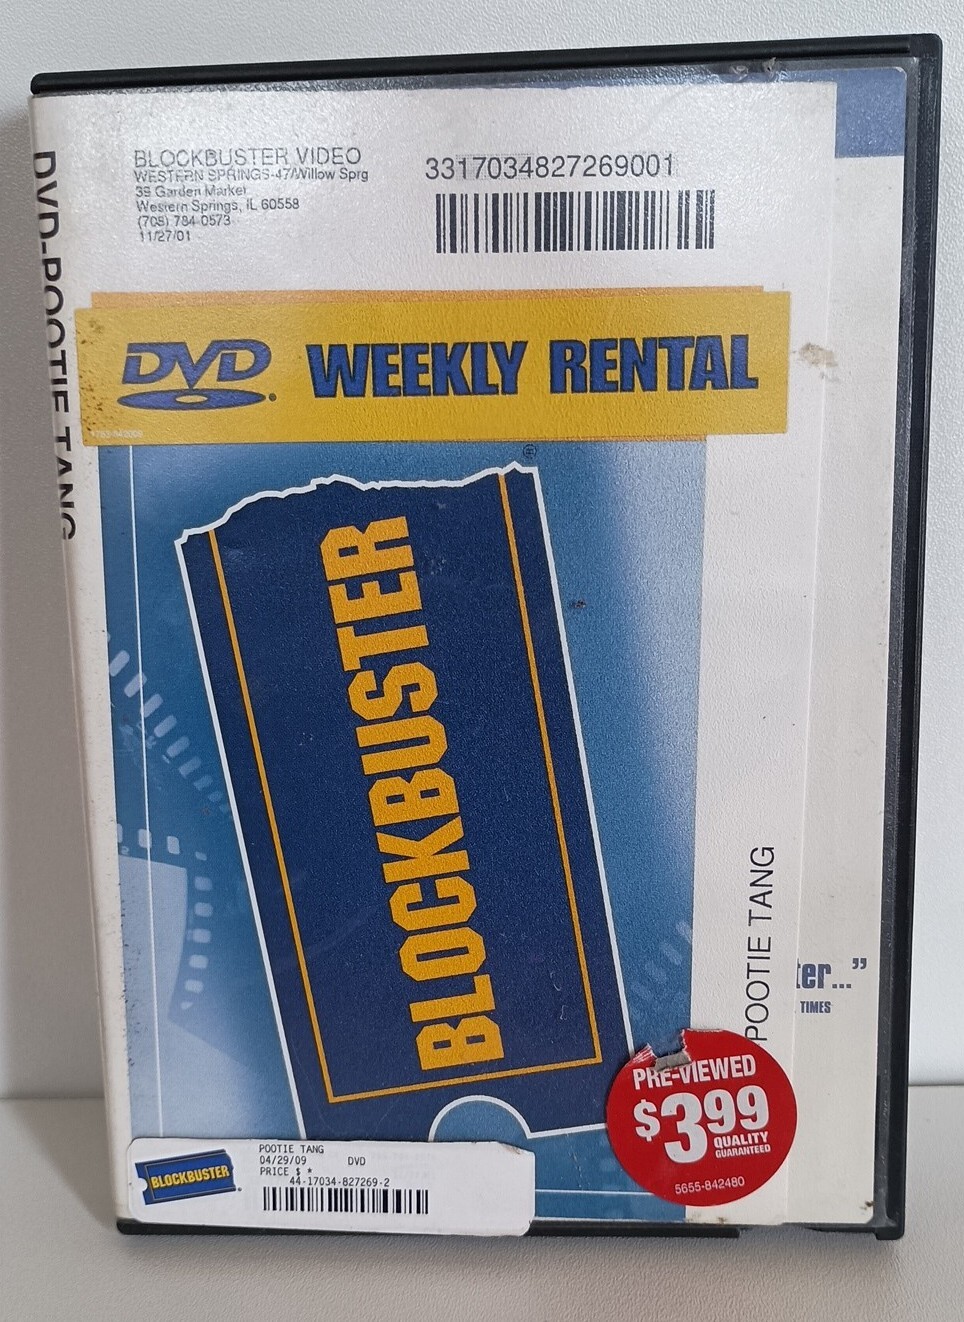 BLOCKBUSTER VIDEO
WESTERN SPRINGS-47/Willow Sprg
39 Garden Market
Western Springs, IL 60558
(708) 784-0573
11/27/01
3317034827269001
DVD-POOTIE TANG
DVD WEEKLY RENTAL
®
BLOCKBUSTER
POOTIE TANG
ter..."
TIMES
PRE-VIEWED
$3.99
QUALITY
GUARANTEED
5655-842480
BLOCKBUSTER
POOTIE TANG
04/29/09 DVD
PRICE $ *
44-17034-827269-2